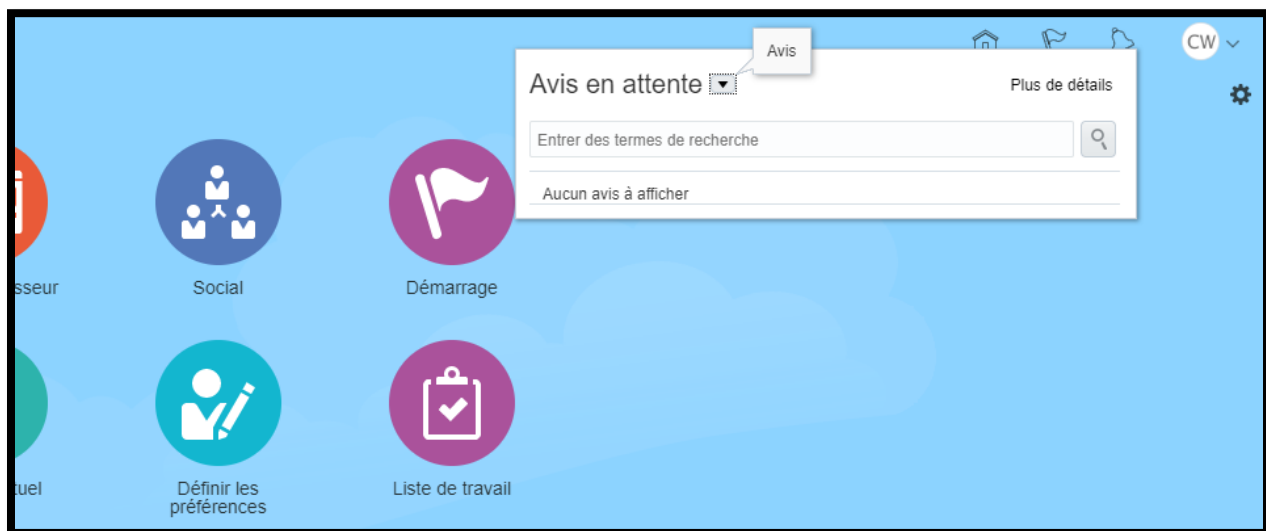 Avis
CW
Avis en attente
Plus de détails
Entrer des termes de recherche
Aucun avis à afficher
sseur
Social
Démarrage
tuel
Définir les
préférences
Liste de travail